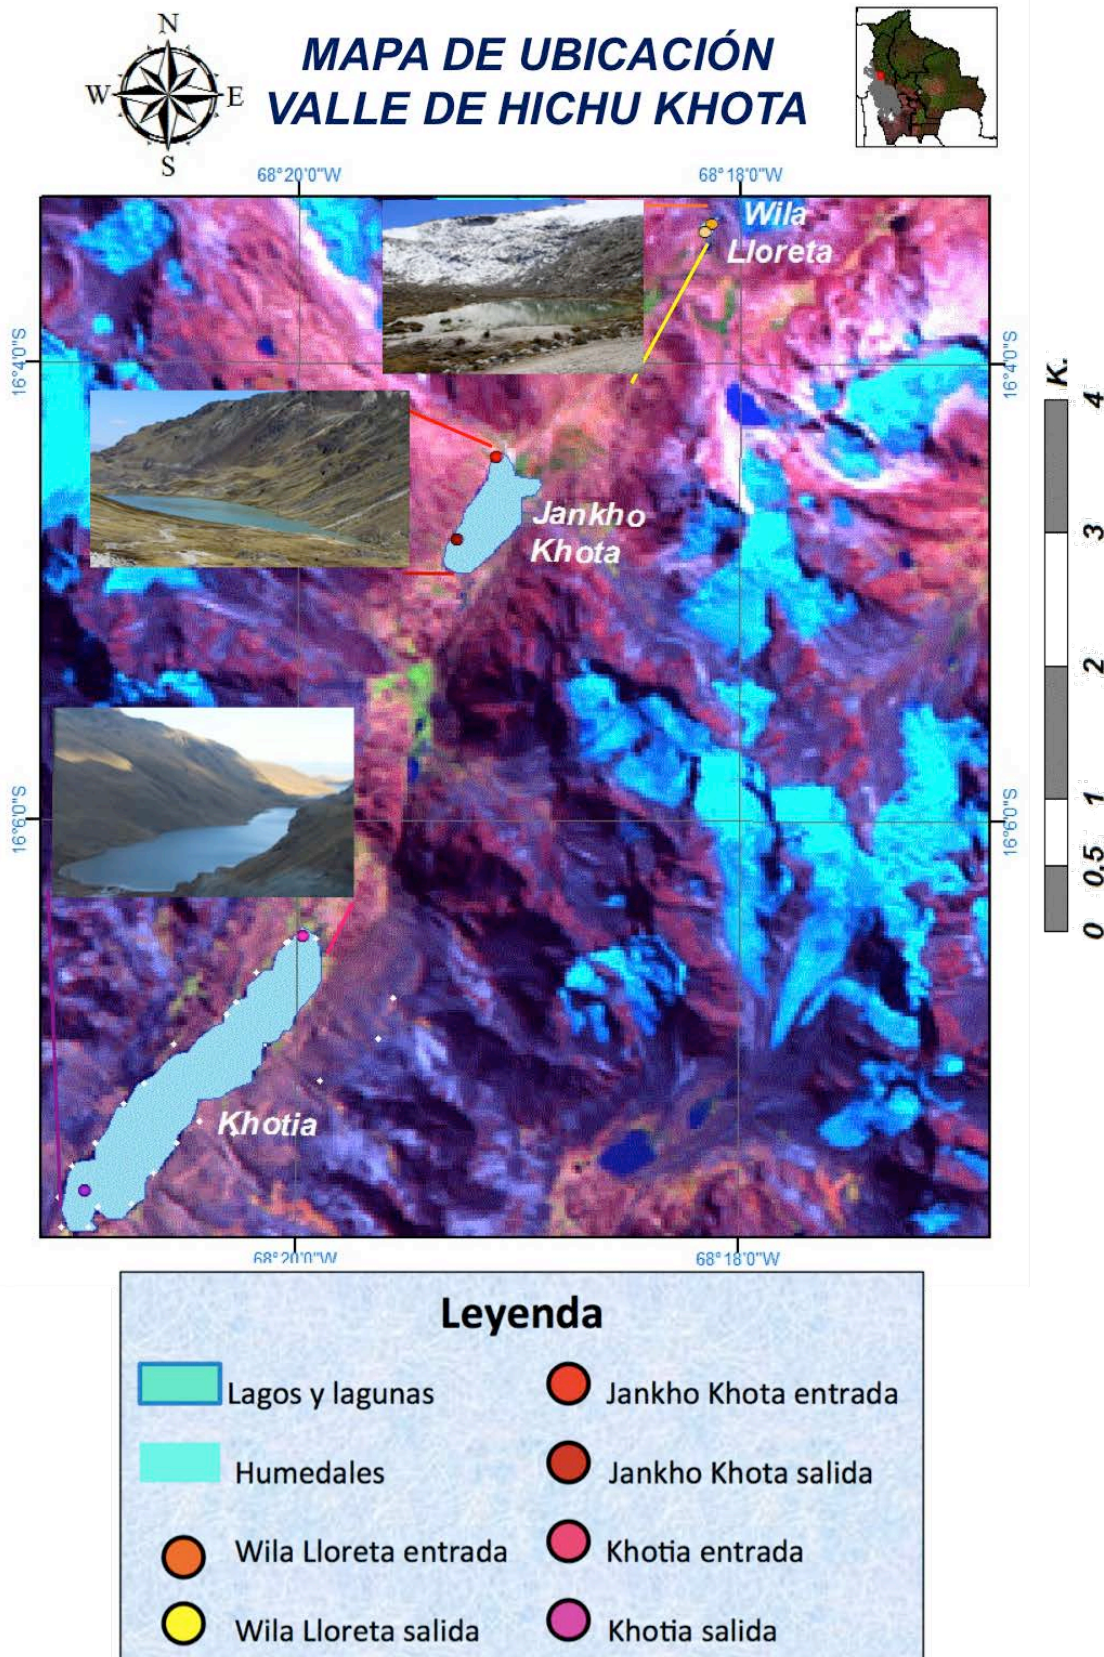 N
W
E
S
MAPA DE UBICACIÓN
VALLE DE HICHU KHOTA
68°20'0"W
68°18'0"W
Wila
Lloreta
16°4'0"S
16°4'0"S
K.
4
3
2
1
0.5
0
Jankho
Khota
16°6'0"S
16°6'0"S
Khotia
68°20'0"W
68°18'0"W
Leyenda
Lagos y lagunas
Jankho Khota entrada
Humedales
Jankho Khota salida
Wila Lloreta entrada
Khotia entrada
Wila Lloreta salida
Khotia salida